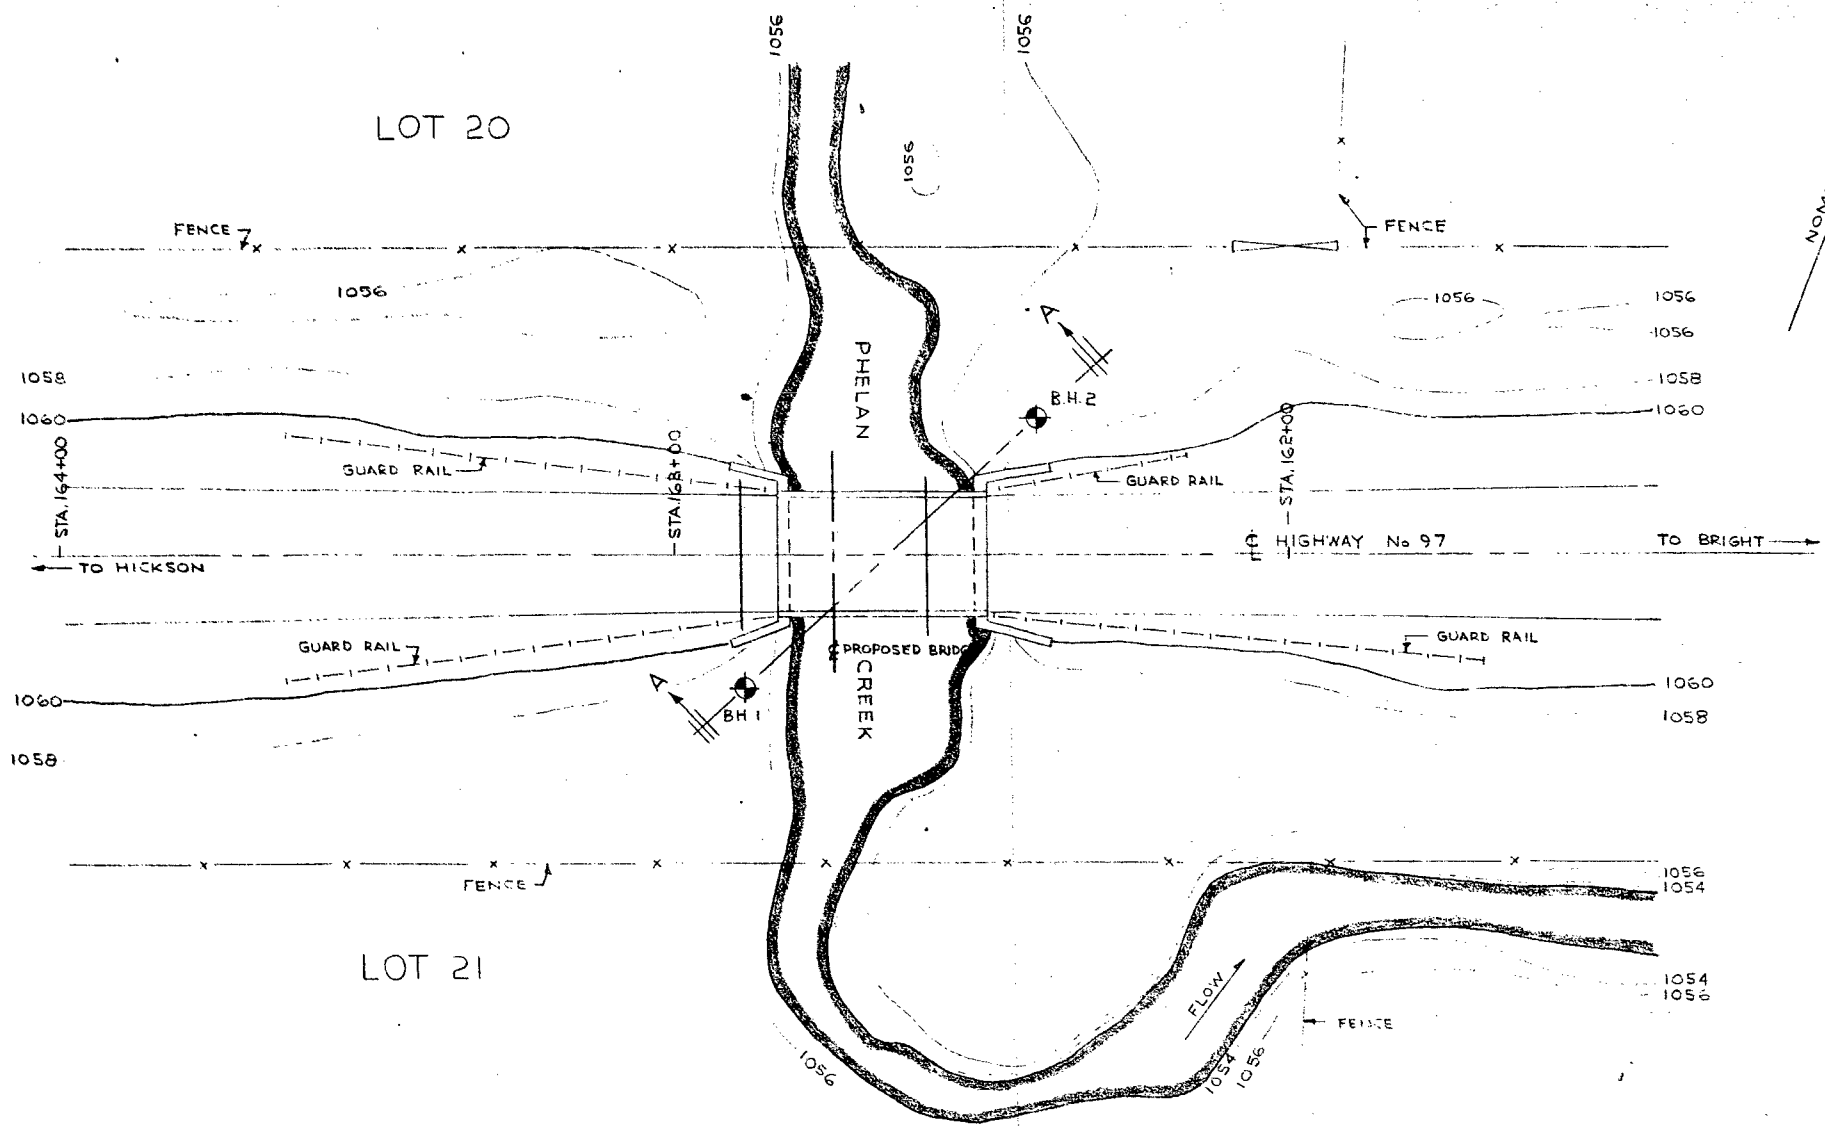 1056
1056
LOT 20
1056
FENCE
FENCE
1056
1056
1056
1056
A
PHELAN
1058
1058
B.H.2
1060
1060
STA.164+00
STA.163+00
STA.162+00
GUARD RAIL
GUARD RAIL
TO HICKSON
HIGHWAY No 97
TO BRIGHT
GUARD RAIL
GUARD RAIL
PROPOSED BRIDGE
CREEK
A
BH 1
1060
1060
1058
1058
FENCE
1056
1054
LOT 21
FLOW
1054
1056
FENCE
1056
1054
1056